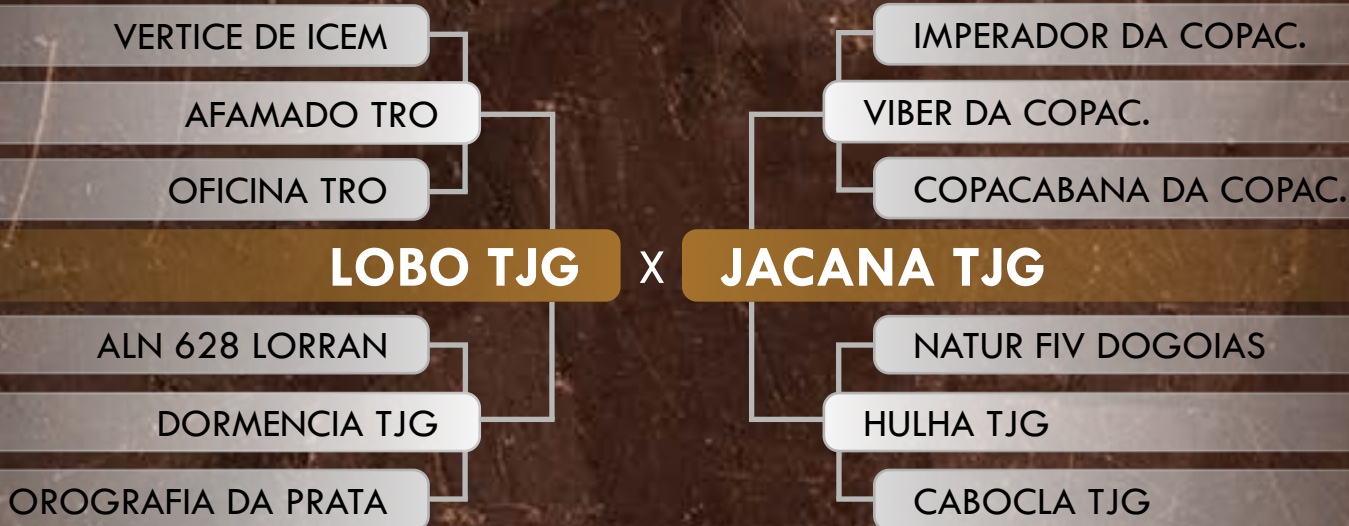 VERTICE DE ICEM
AFAMADO TRO
OFICINA TRO
IMPERADOR DA COPAC.
VIBER DA COPAC.
COPACABANA DA COPAC.
LOBO TJG X JACANA TJG
ALN 628 LORRAN
DORMENCIA TJG
OROGRAFIA DA PRATA
NATUR FIV DOGOIAS
HULHA TJG
CABOCLA TJG